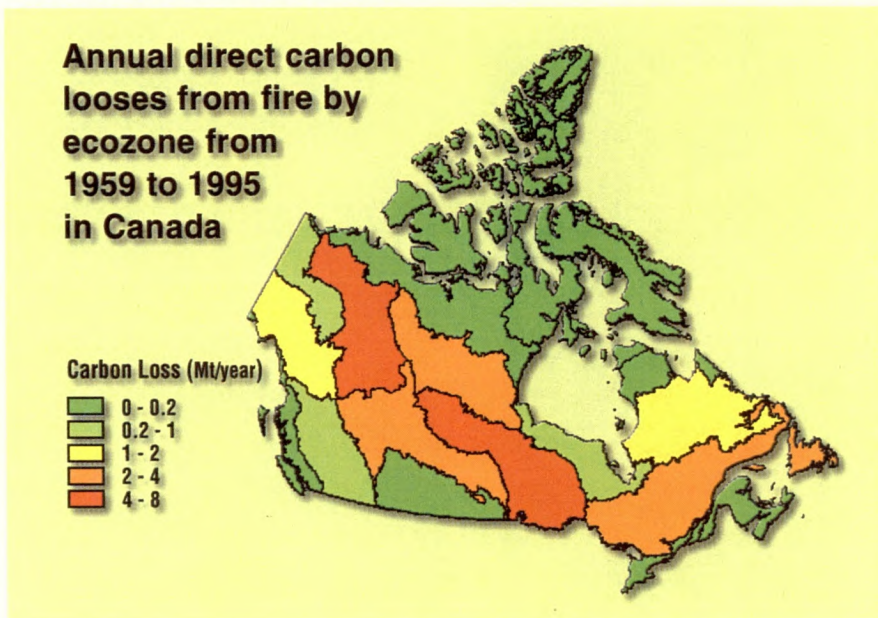 Annual direct carbon
looses from fire by
ecozone from
1959 to 1995
in Canada
Carbon Loss (Mt/year)
0 - 0.2
0.2 - 1
1 - 2
2 - 4
4 - 8